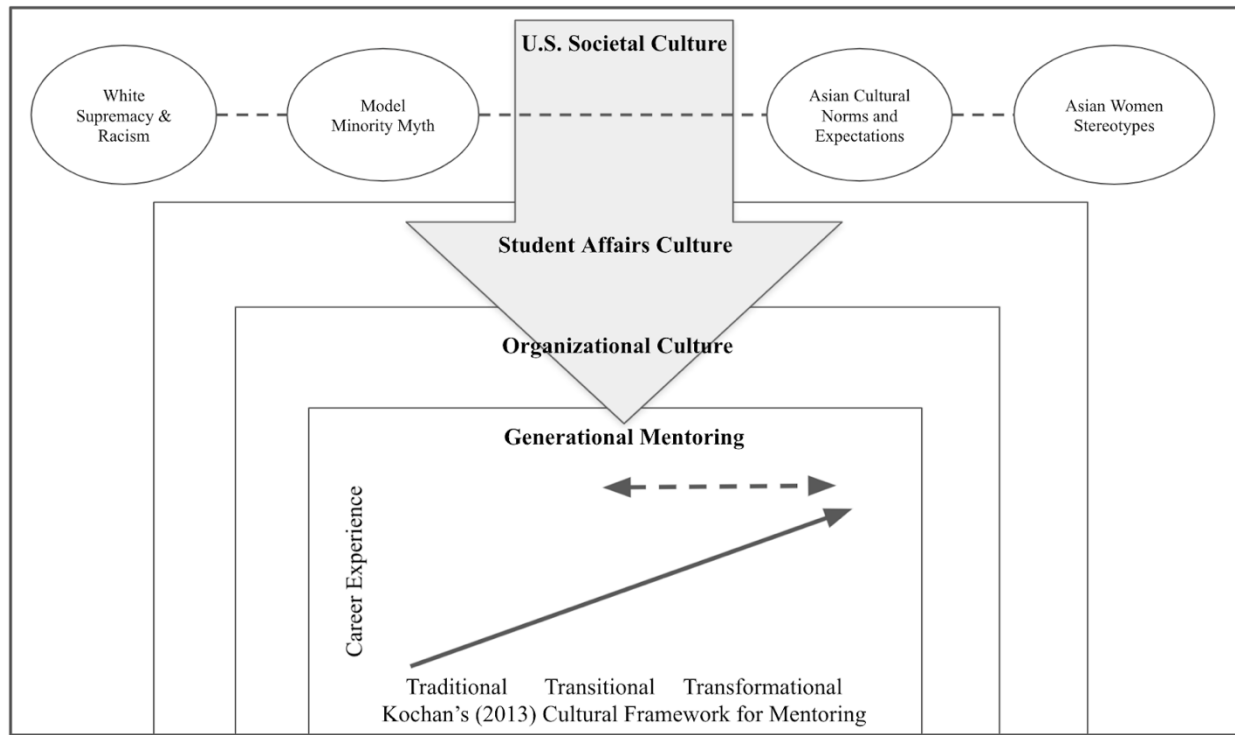 U.S. Societal Culture
White
Supremacy &
Racism
Model
Minority Myth
Asian Cultural
Norms and
Expectations
Asian Women
Stereotypes
Student Affairs Culture
Organizational Culture
Generational Mentoring
Career Experience
Traditional Transitional Transformational
Kochan's (2013) Cultural Framework for Mentoring